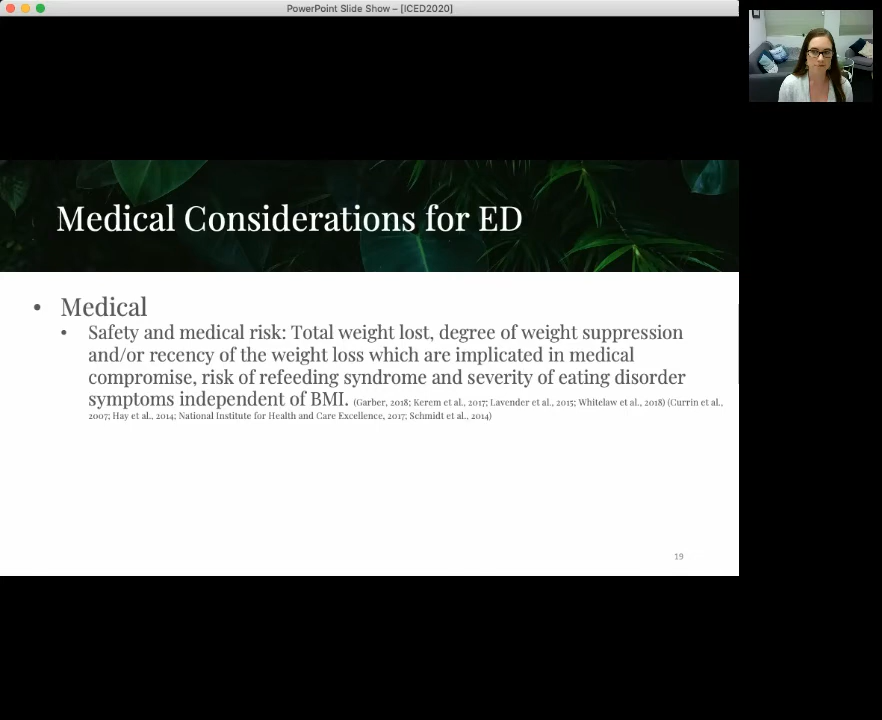 PowerPoint Slide Show – [ICED2020]
Medical Considerations for ED
• Medical
• Safety and medical risk: Total weight lost, degree of weight suppression
and/or recency of the weight loss which are implicated in medical
compromise, risk of refeeding syndrome and severity of eating disorder
symptoms independent of BMI. (Garber, 2018; Kerem et al., 2017; Lavender et al., 2015; Whitelaw et al., 2018) (Currin et al.,
2007; Hay et al., 2014; National Institute for Health and Care Excellence, 2017; Schmidt et al., 2014)
19